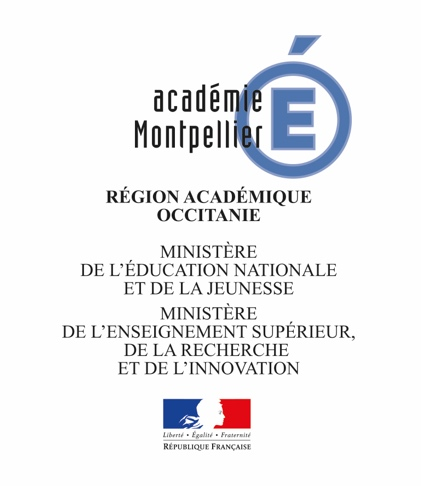 académie
Montpellier
É
RÉGION ACADÉMIQUE
OCCITANIE
MINISTÈRE
DE L'ÉDUCATION NATIONALE
ET DE LA JEUNESSE
MINISTÈRE
DE L'ENSEIGNEMENT SUPÉRIEUR,
DE LA RECHERCHE
ET DE L'INNOVATION
Liberté • Égalité • Fraternité
RÉPUBLIQUE FRANÇAISE